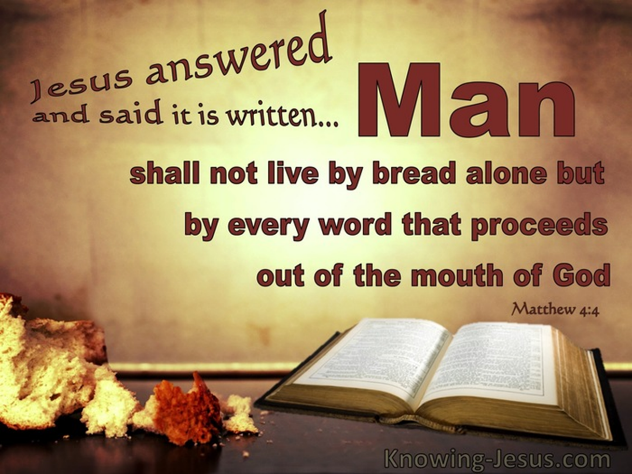 Jesus answered
and said it is written...
Man
shall not live by bread alone but
by every word that proceeds
out of the mouth of God
Matthew 4:4
Knowing-Jesus.com